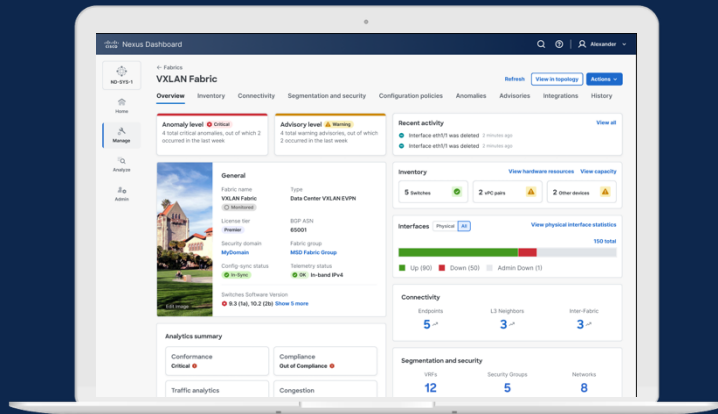 cisco Nexus Dashboard
Alexander
ND-SYS-1
Home
Manage
Analyze
Admin
← Fabrics
VXLAN Fabric
Refresh
View in topology
Actions
Overview Inventory Connectivity Segmentation and security Configuration policies Anomalies Advisories Integrations History
Anomaly level Critical
4 total critical anomalies, out of which 2
occurred in the last week
Advisory level Warning
4 total warning advisories, out of which
2 occurred in the last week
General
Fabric name
VXLAN Fabric
Monitored
Type
Data Center VXLAN EVPN
License tier
Premier
BGP ASN
65001
Security domain
MyDomain
Fabric group
MSD Fabric Group
Config-sync status
In-Sync
Telemetry status
OK In-band IPv4
Switches Software Version
9.3 (1a), 10.2 (2b) Show 5 more
Edit image
Analytics summary
Conformance
Critical
Compliance
Out of Compliance
Traffic analytics
Congestion
Recent activity
View all
Interface eth1/1 was deleted 2 minutes ago
Interface eth1/1 was deleted 2 minutes ago
Inventory
View hardware resources View capacity
5 Switches
2 vPC pairs
2 Other devices
Interfaces Physical All
View physical interface statistics
150 total
Up (90) Down (50) Admin Down (1)
Connectivity
Endpoints
5
L3 Neighbors
3
Inter-Fabric
3
Segmentation and security
VRFs
12
Security Groups
5
Networks
8